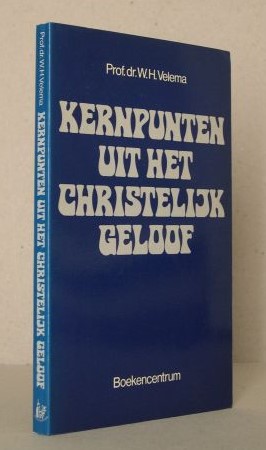 Prof. dr. W. H. Velema
KERNPUNTEN
UIT HET
CHRISTELIJK
GELOOF
Boekencentrum
Prof. dr. W. H. Velema KERNPUNTEN UIT HET CHRISTELIJK GELOOF